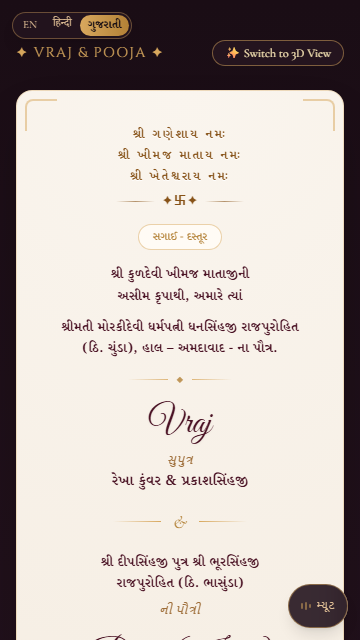 EN हिन्दी ગુજરાતી
✦ VRAJ & POOJA ✦
✨ Switch to 3D View
શ્રી ગણેશાય નમઃ
શ્રી ખીમજ માતાય નમઃ
શ્રી ખેતેશ્વરાય નમઃ
✦卐✦
સગાઈ - દસ્તૂર
શ્રી કુળદેવી ખીમજ માતાજીની
અસીમ કૃપાથી, અમારે ત્યાં
શ્રીમતી મોરકીદેવી ધર્મપત્ની ધનસિંહજી રાજપુરોહિત
(ઠિ. ચુંડા), હાલ – અમદાવાદ - ના પૌત્ર.
Vraj
સુપુત્ર
રેખા કુંવર & પ્રકાશસિંહજી
&
શ્રી દીપસિંહજી પુત્ર શ્રી ભૂરસિંહજી
રાજપુરોહિત (ઠિ. ભાસુંડા)
ની પૌત્રી
મ્યૂટ